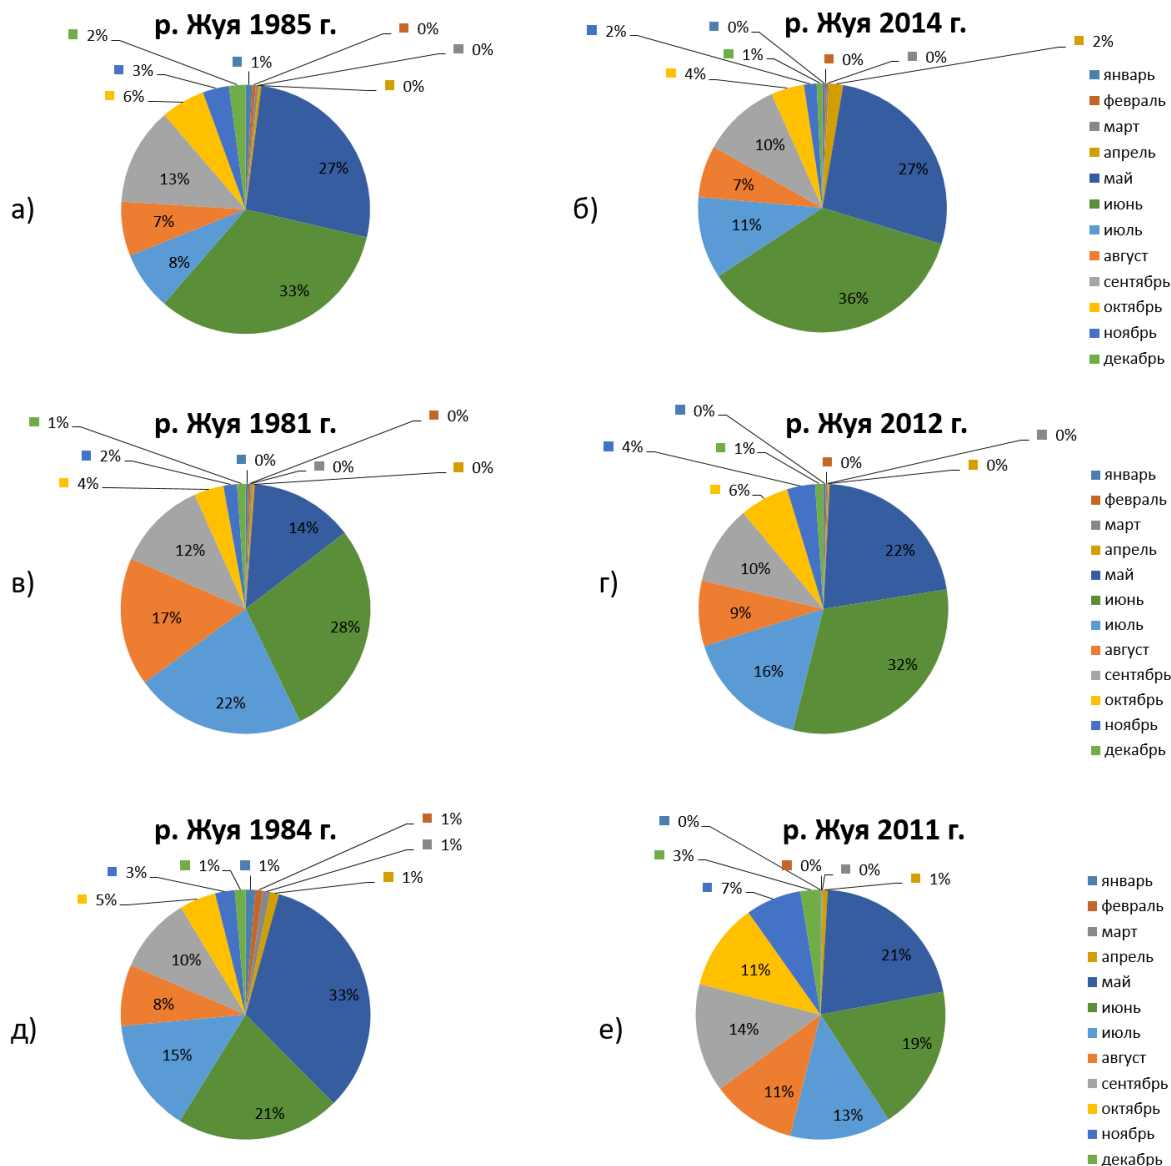 р. Жуя 1985 г.
2%
0%
0%
3%
1%
6%
0%
27%
13%
7%
8%
33%
а)
р. Жуя 2014 г.
2%
0%
2%
1%
0%
0%
4%
10%
27%
7%
11%
36%
б)
январь
февраль
март
апрель
май
июнь
июль
август
сентябрь
октябрь
ноябрь
декабрь
р. Жуя 1981 г.
1%
0%
2%
0%
0%
0%
4%
14%
12%
17%
28%
22%
в)
р. Жуя 2012 г.
0%
0%
4%
1%
0%
0%
6%
22%
10%
9%
16%
32%
г)
январь
февраль
март
апрель
май
июнь
июль
август
сентябрь
октябрь
ноябрь
декабрь
р. Жуя 1984 г.
1%
1%
3%
1%
1%
1%
5%
10%
33%
8%
15%
21%
д)
р. Жуя 2011 г.
0%
3%
0%
0%
7%
1%
21%
11%
14%
19%
11%
13%
е)
январь
февраль
март
апрель
май
июнь
июль
август
сентябрь
октябрь
ноябрь
декабрь